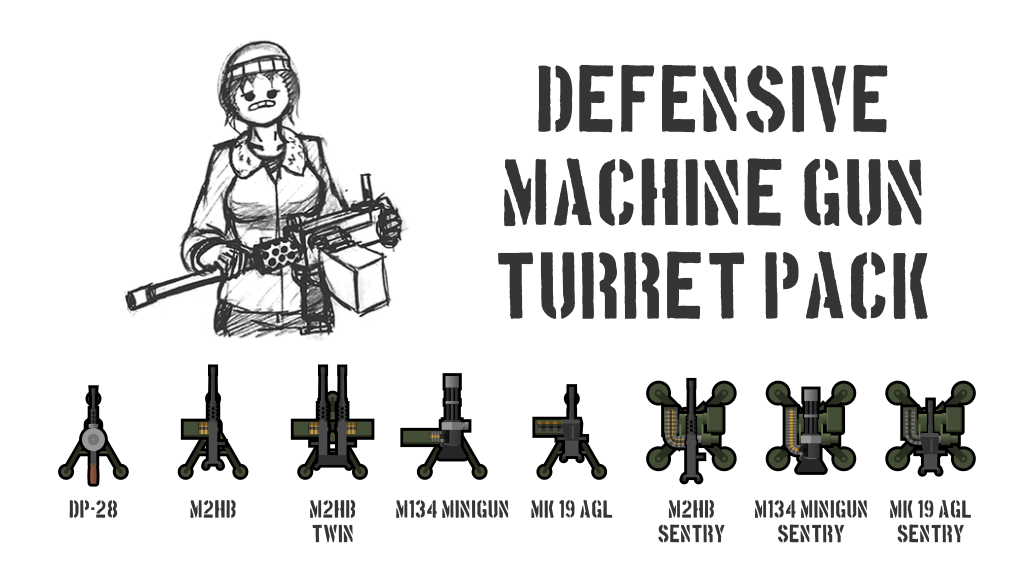 DEFENSIVE
MACHINE GUN
TURRET PACK
DP-28
M2HB
M2HB
TWIN
M134 MINIGUN
MK 19 AGL
M2HB
SENTRY
M134 MINIGUN
SENTRY
MK 19 AGL
SENTRY